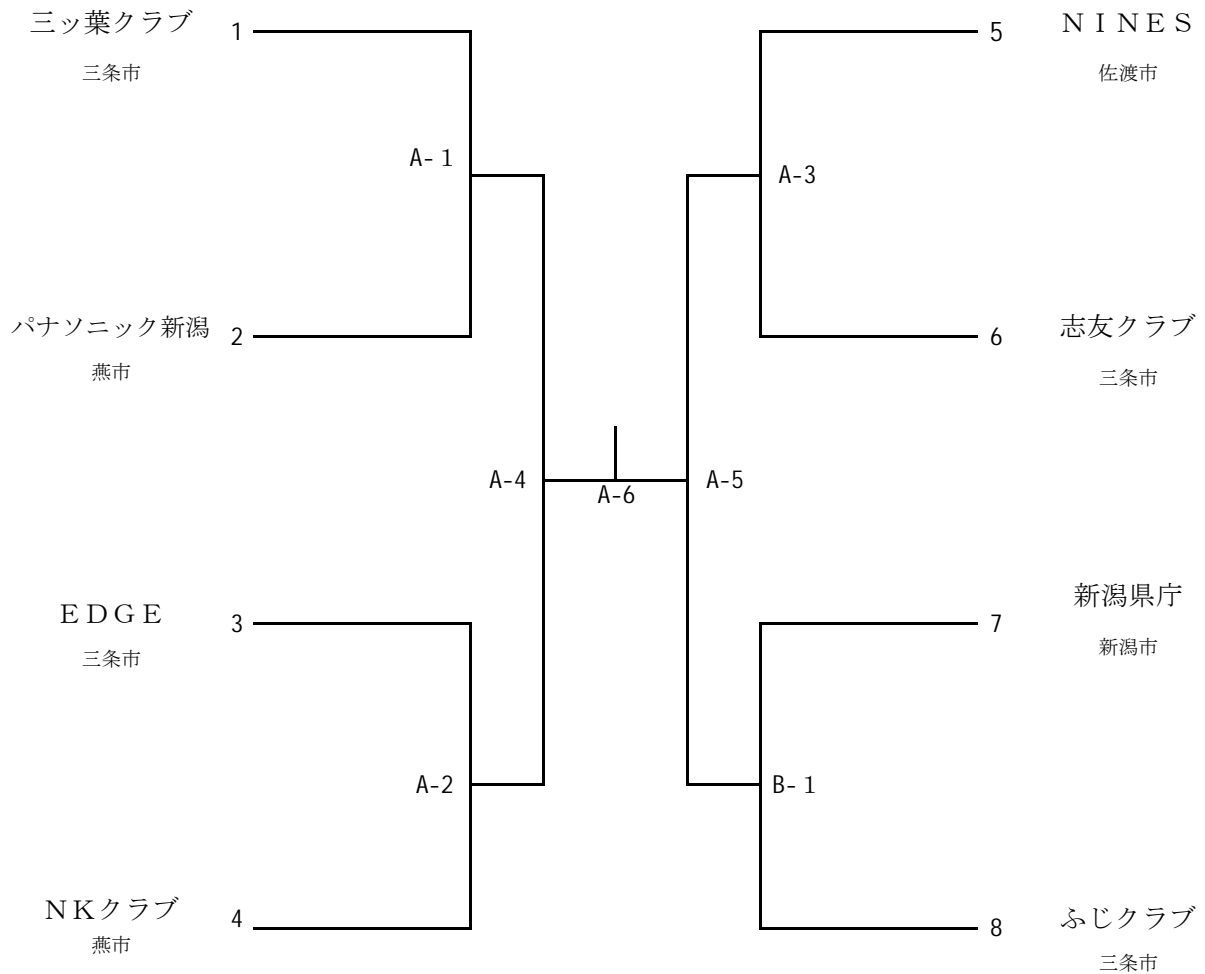 三ッ葉クラブ
1
三条市
A-１
パナソニック新潟
2
燕市
A-4
A-6
EDGE
3
三条市
A-2
NKクラブ
4
燕市
5
ＮＩＮＥＳ
佐渡市
A-3
6
志友クラブ
三条市
A-5
新潟県庁
7
新潟市
B-１
ふじクラブ
8
三条市